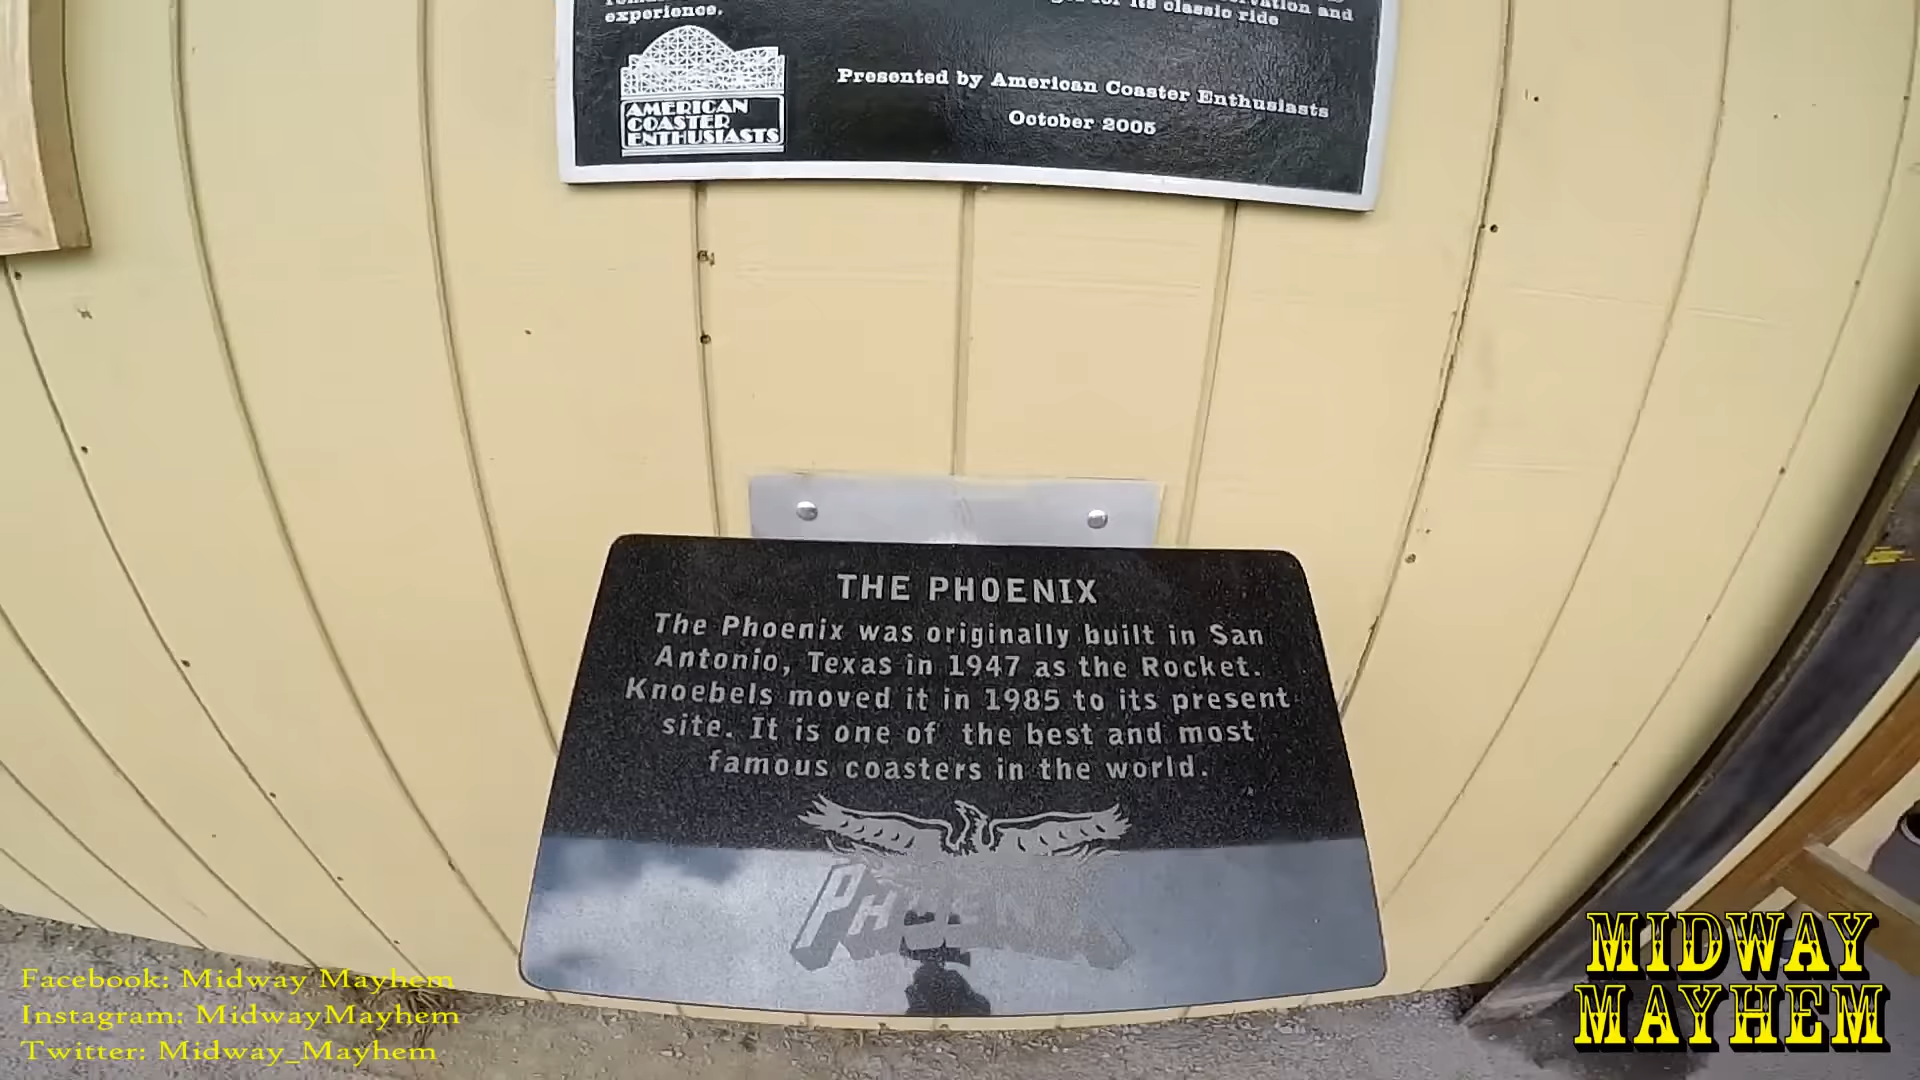 for its classic ride
experience.
AMERICAN
COASTER
ENTHUSIASTS
Presented by American Coaster Enthusiasts
October 2005
THE PHOENIX
The Phoenix was originally built in San
Antonio, Texas in 1947 as the Rocket.
Knoebels moved it in 1985 to its present
site. It is one of the best and most
famous coasters in the world.
PHOENIX
Facebook: Midway Mayhem
Instagram: MidwayMayhem
Twitter: Midway_Mayhem
MIDWAY
MAYHEM